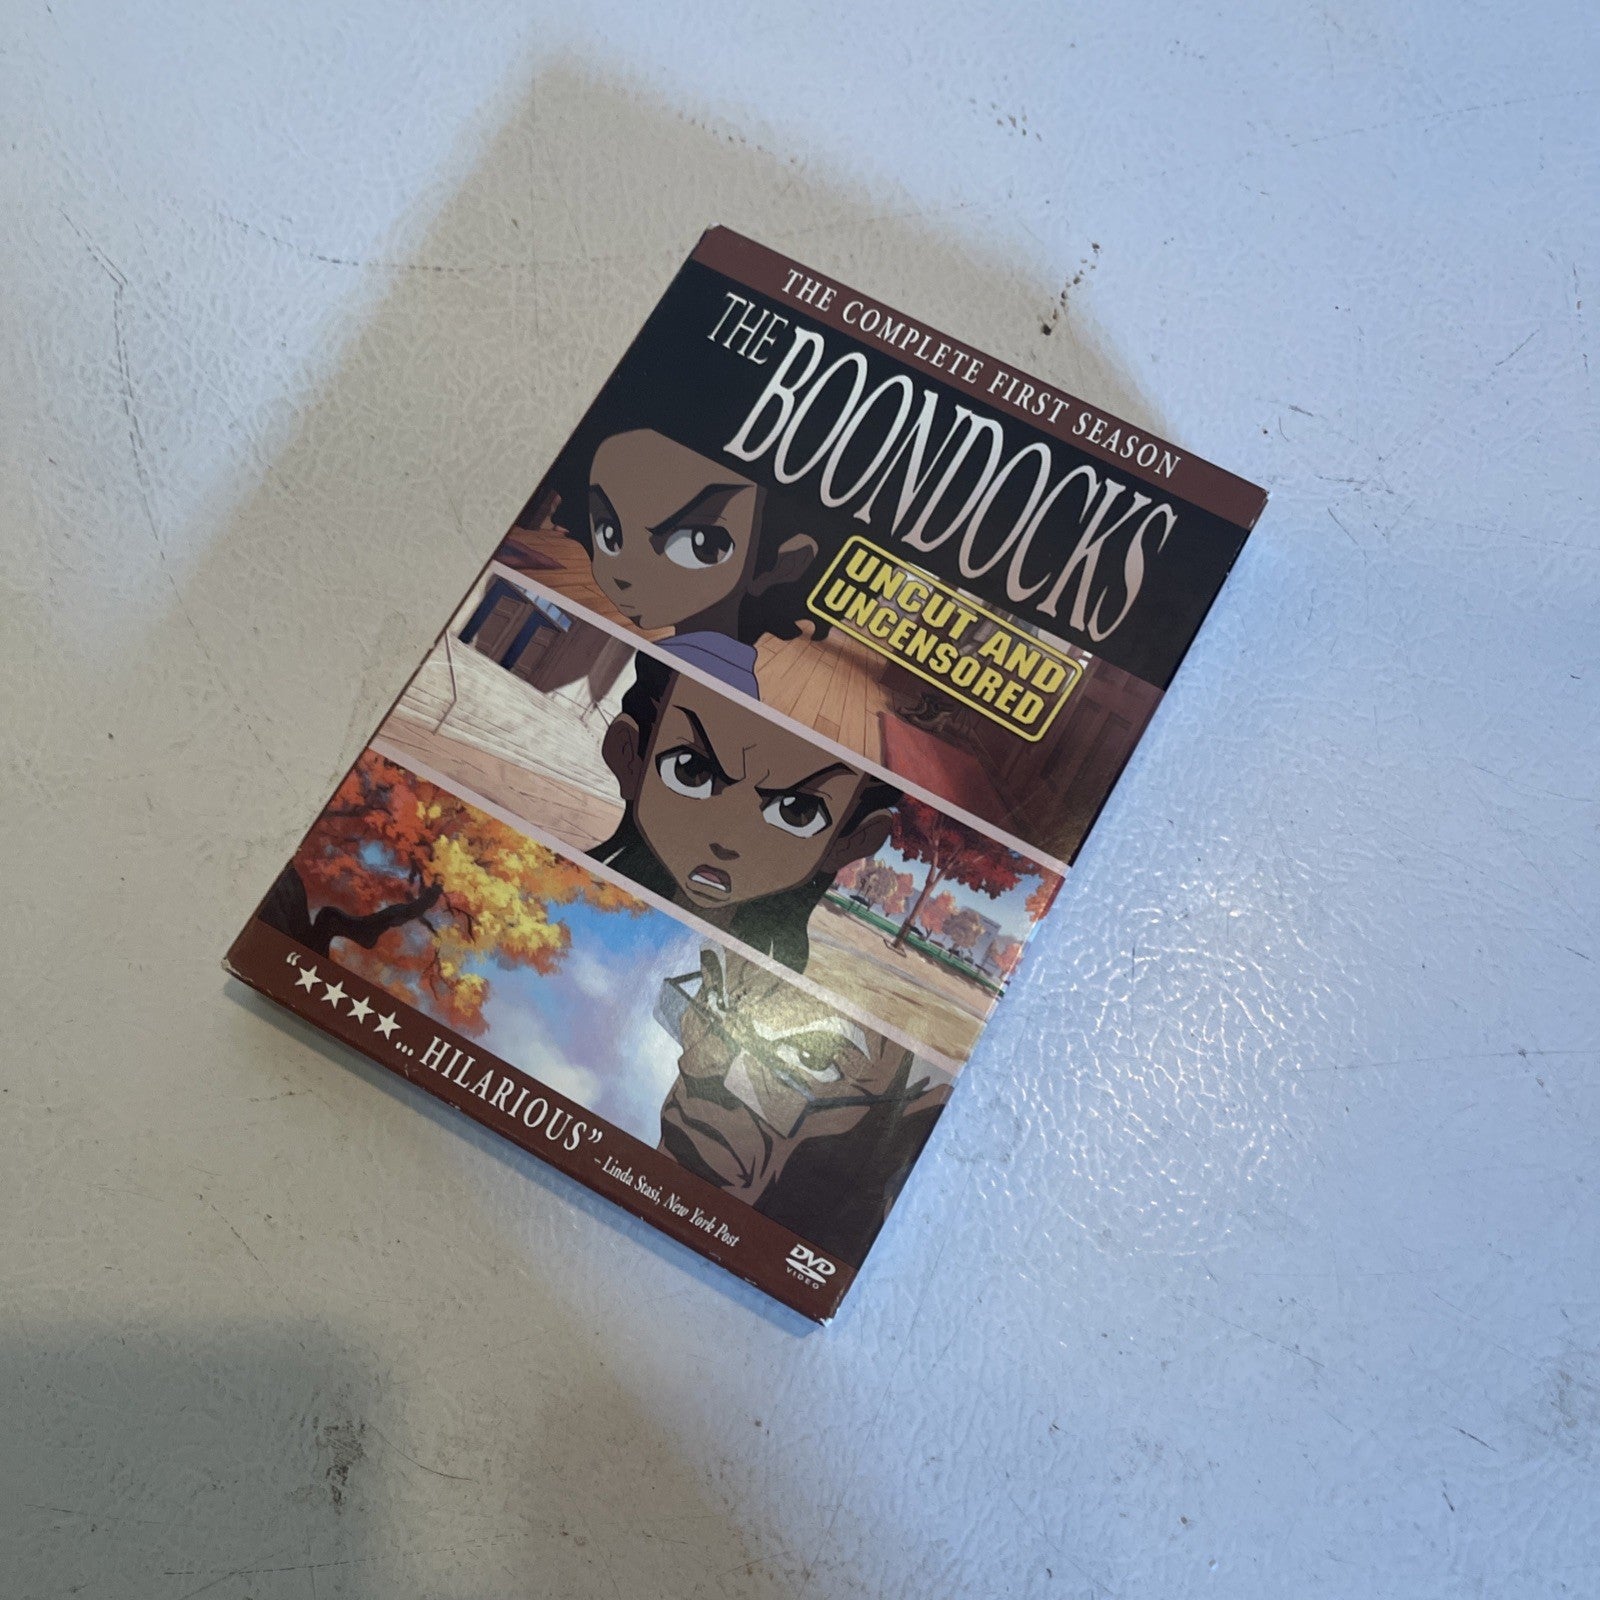 THE COMPLETE FIRST SEASON
THE
BOONDOCKS
UNCUT AND
UNCENSORED
“★★★★... HILARIOUS”
– Linda Stasi, New York Post
DVD
VIDEO